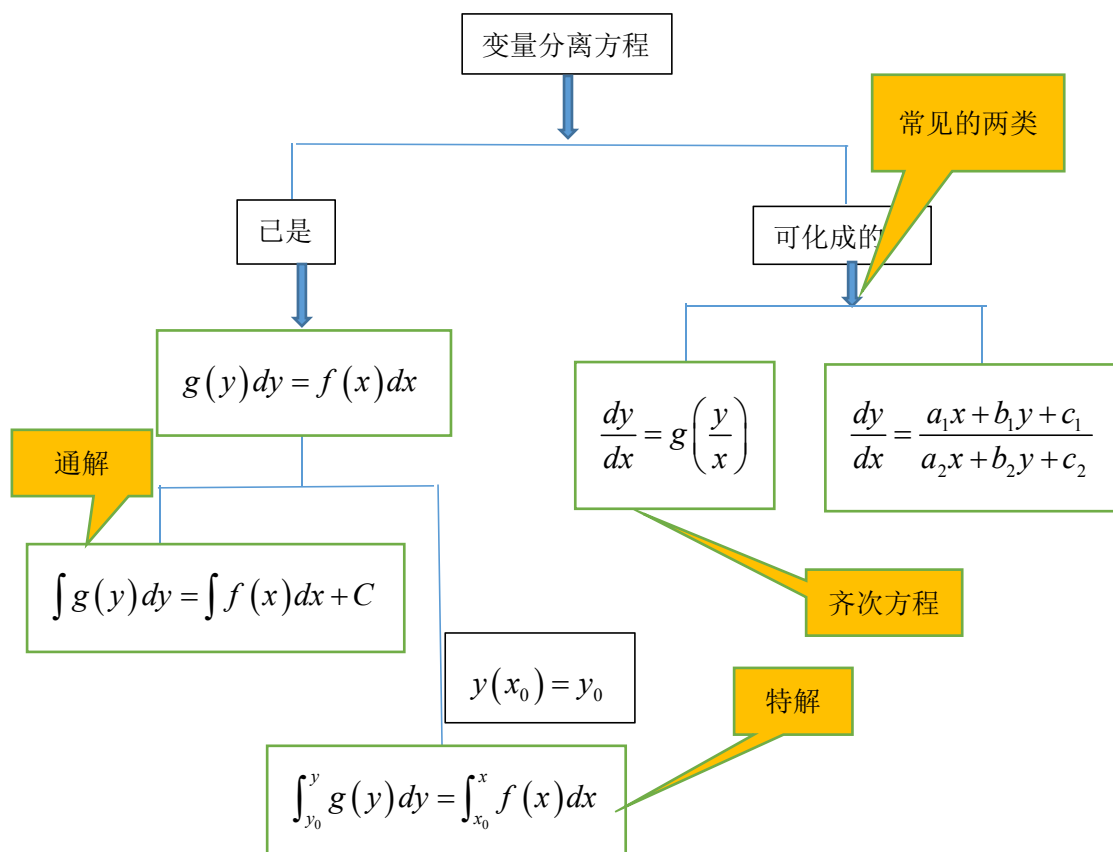 变量分离方程
常见的两类
已是
可化成的
g(y)dy = f(x)dx
dy/dx = g(y/x)
dy/dx = (a₁x + b₁y + c₁)/(a₂x + b₂y + c₂)
通解
∫g(y)dy = ∫f(x)dx + C
齐次方程
y(x₀) = y₀
特解
∫_{y₀}^{y} g(y)dy = ∫_{x₀}^{x} f(x)dx